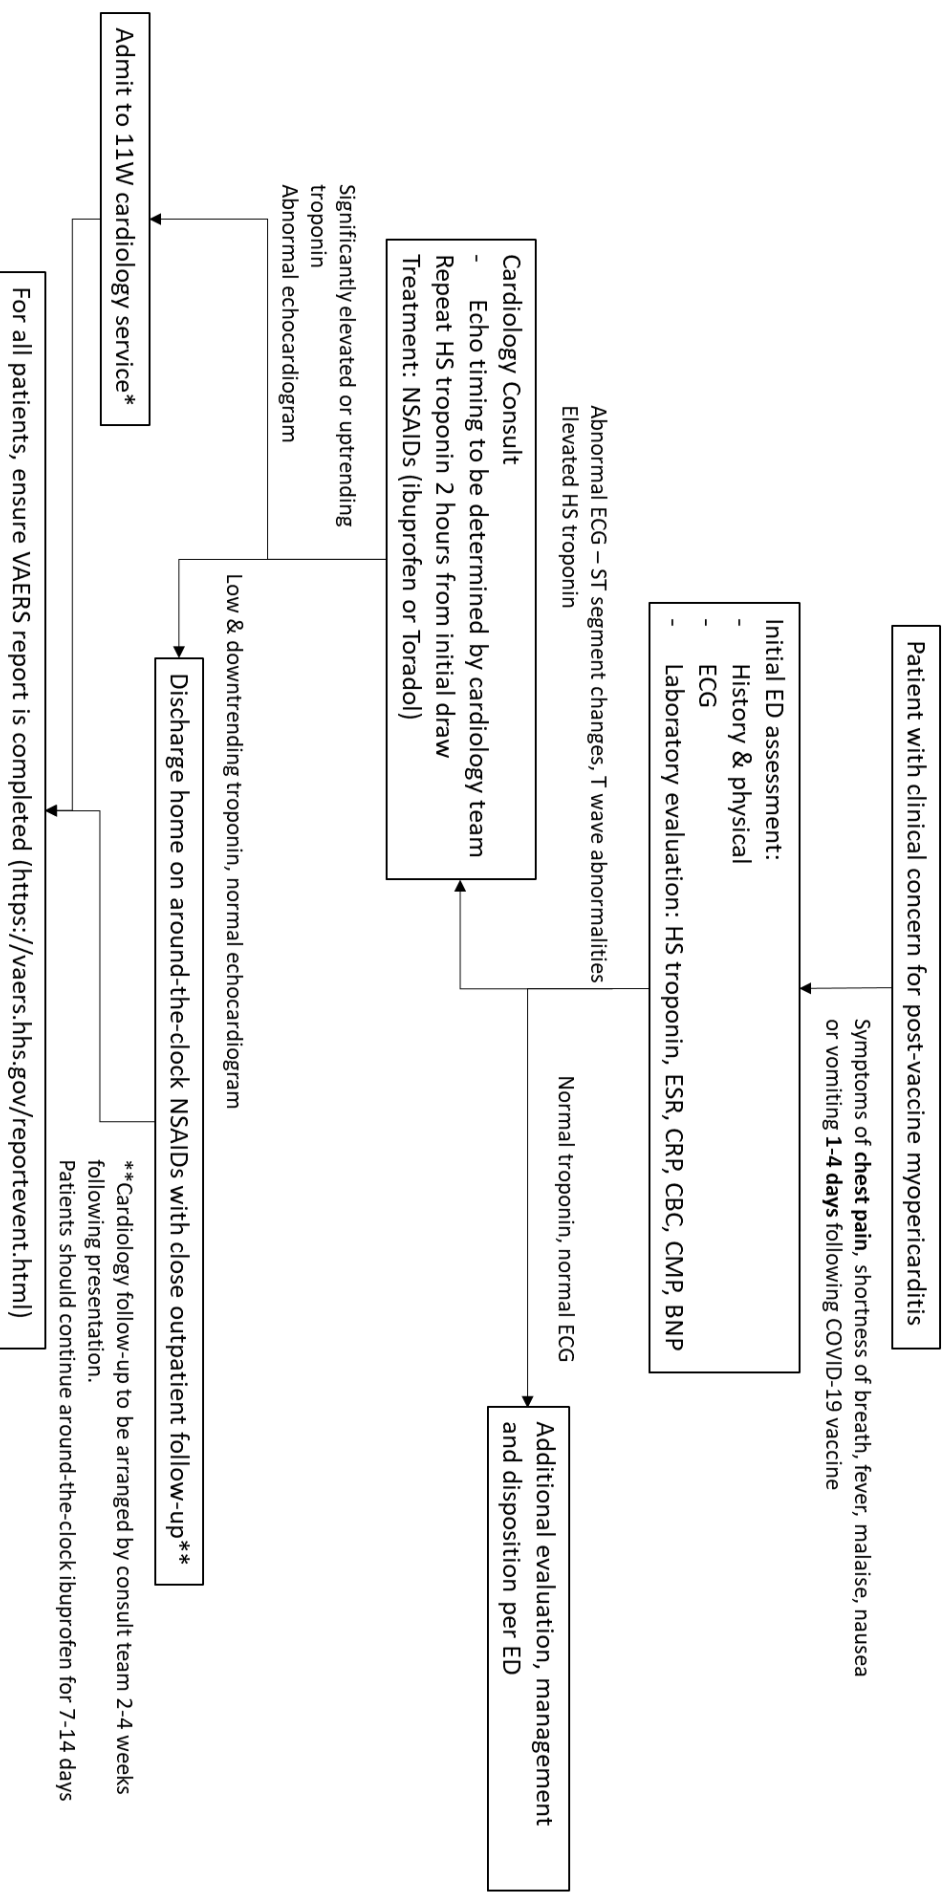 Patient with clinical concern for post-vaccine myopericarditis
Symptoms of chest pain, shortness of breath, fever, malaise, nausea
or vomiting 1-4 days following COVID-19 vaccine
Initial ED assessment:
- History & physical
- ECG
- Laboratory evaluation: HS troponin, ESR, CRP, CBC, CMP, BNP
Abnormal ECG – ST segment changes, T wave abnormalities
Elevated HS troponin
Normal troponin, normal ECG
Cardiology Consult
- Echo timing to be determined by cardiology team
Repeat HS troponin 2 hours from initial draw
Treatment: NSAIDs (ibuprofen or Toradol)
Additional evaluation, management
and disposition per ED
Significantly elevated or uptrending
troponin
Abnormal echocardiogram
Low & downtrending troponin, normal echocardiogram
Admit to 11W cardiology service*
Discharge home on around-the-clock NSAIDs with close outpatient follow-up**
**Cardiology follow-up to be arranged by consult team 2-4 weeks
following presentation.
Patients should continue around-the-clock ibuprofen for 7-14 days
For all patients, ensure VAERS report is completed (https://vaers.hhs.gov/reportevent.html)